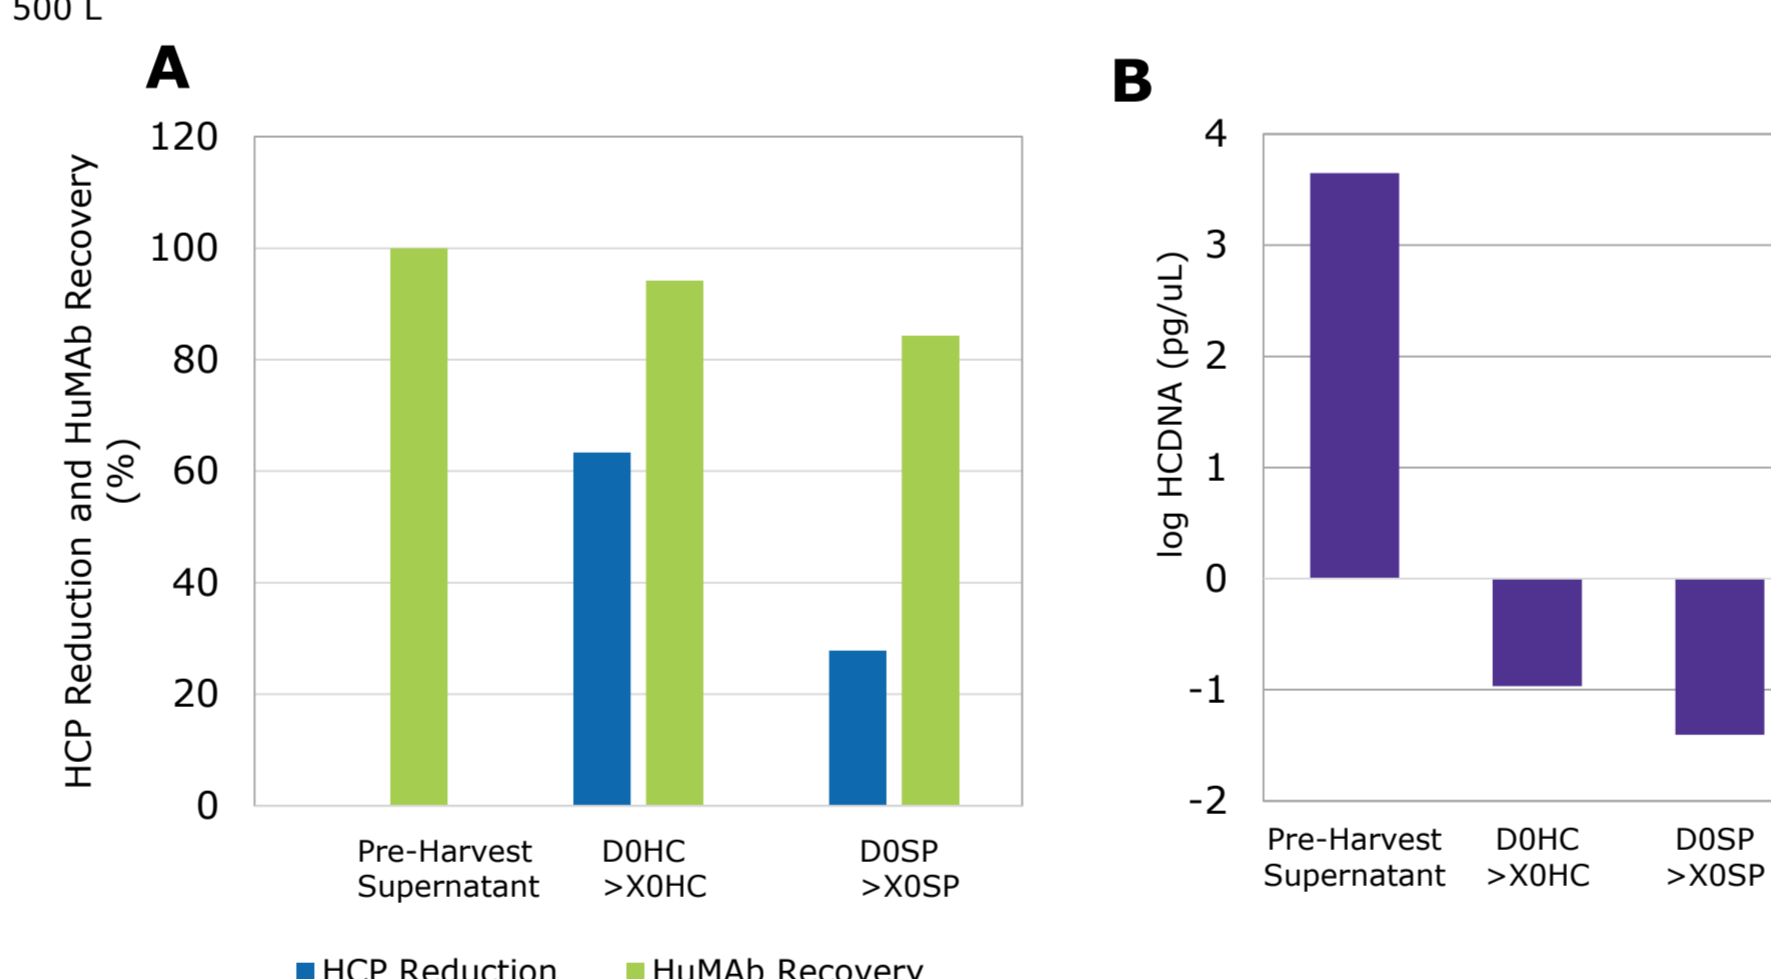 500 L
A
HCP Reduction and HuMAb Recovery
(%)
120
100
80
60
40
20
0
Pre-Harvest
Supernatant
D0HC
>X0HC
D0SP
>X0SP
HCP Reduction
HuMAb Recovery
B
log HCDNA (pg/uL)
4
3
2
1
0
-1
-2
Pre-Harvest
Supernatant
D0HC
>X0HC
D0SP
>X0SP